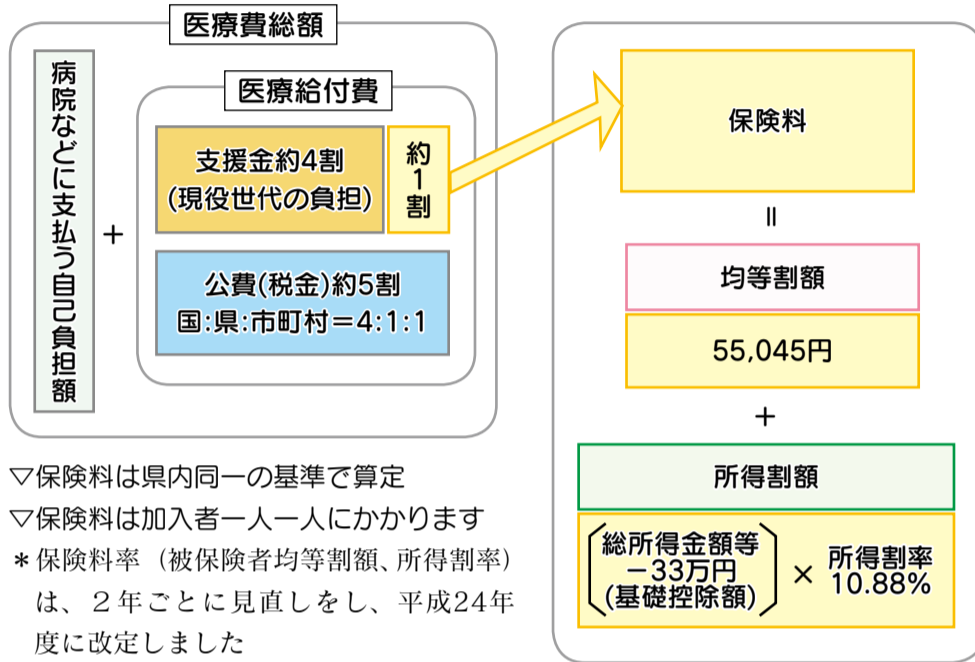 医療費総額
病院などに支払う自己負担額
+
医療給付費
支援金約4割
(現役世代の負担)
約1割
公費(税金)約5割
国:県:市町村=4:1:1
▽保険料は県内同一の基準で算定
▽保険料は加入者一人一人にかかります
*保険料率(被保険者均等割額、所得割率)
は、2年ごとに見直しをし、平成24年
度に改定しました
保険料
=
均等割額
55,045円
+
所得割額
総所得金額等
-33万円
(基礎控除額)
×
所得割率
10.88%